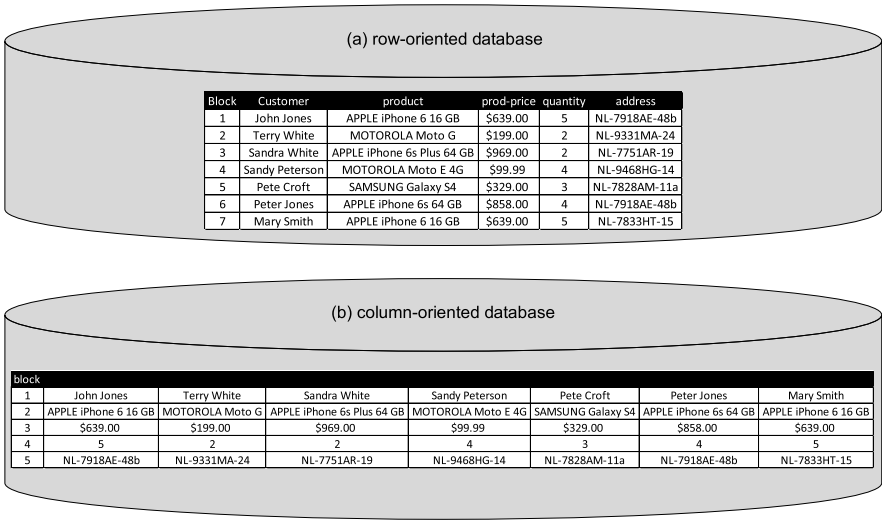 (a) row-oriented database
Block Customer product prod-price quantity address
1 John Jones APPLE iPhone 6 16 GB $639.00 5 NL-7918AE-48b
2 Terry White MOTOROLA Moto G $199.00 2 NL-9331MA-24
3 Sandra White APPLE iPhone 6s Plus 64 GB $969.00 2 NL-7751AR-19
4 Sandy Peterson MOTOROLA Moto E 4G $99.99 4 NL-9468HG-14
5 Pete Croft SAMSUNG Galaxy S4 $329.00 3 NL-7828AM-11a
6 Peter Jones APPLE iPhone 6s 64 GB $858.00 4 NL-7918AE-48b
7 Mary Smith APPLE iPhone 6 16 GB $639.00 5 NL-7833HT-15
(b) column-oriented database
block
1 John Jones Terry White Sandra White Sandy Peterson Pete Croft Peter Jones Mary Smith
2 APPLE iPhone 6 16 GB MOTOROLA Moto G APPLE iPhone 6s Plus 64 GB MOTOROLA Moto E 4G SAMSUNG Galaxy S4 APPLE iPhone 6s 64 GB APPLE iPhone 6 16 GB
3 $639.00 $199.00 $969.00 $99.99 $329.00 $858.00 $639.00
4 5 2 2 4 3 4 5
5 NL-7918AE-48b NL-9331MA-24 NL-7751AR-19 NL-9468HG-14 NL-7828AM-11a NL-7918AE-48b NL-7833HT-15